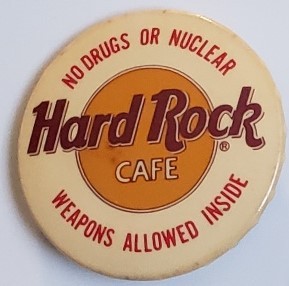 NO DRUGS OR NUCLEAR
Hard Rock
®
CAFE
WEAPONS ALLOWED INSIDE